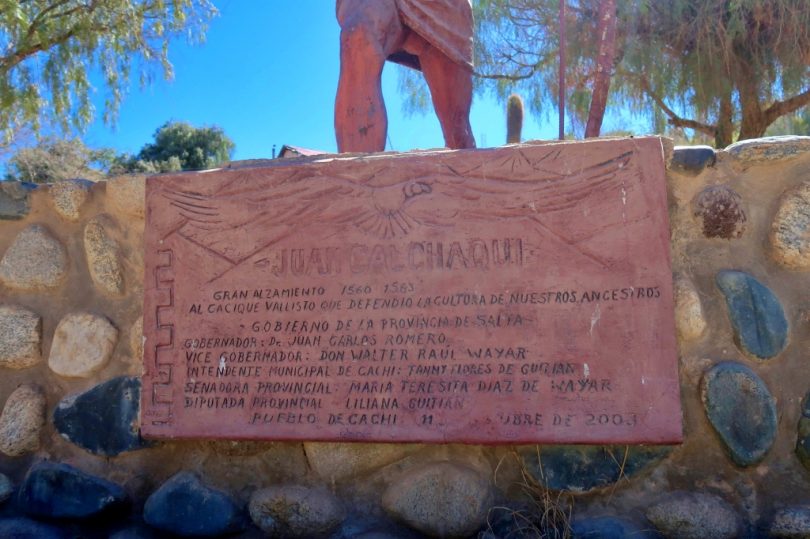 JUAN CALCHAQUI
GRAN ALZAMIENTO 1560 1563
AL CACIQUE VALLISTO QUE DEFENDIO LA CULTURA DE NUESTROS ANCESTROS
GOBIERNO DE LA PROVINCIA DE SALTA
GOBERNADOR: Dr. JUAN CARLOS ROMERO
VICE GOBERNADOR: DON WALTER RAUL WAYAR
INTENDENTE MUNICIPAL DE CACHI: FANNY FLORES DE GUITIAN
SENADORA PROVINCIAL: MARIA TERESITA DIAZ DE WAYAR
DIPUTADA PROVINCIAL - LILIANA GUITIAN
PUEBLO DE CACHI 11 DE 2003